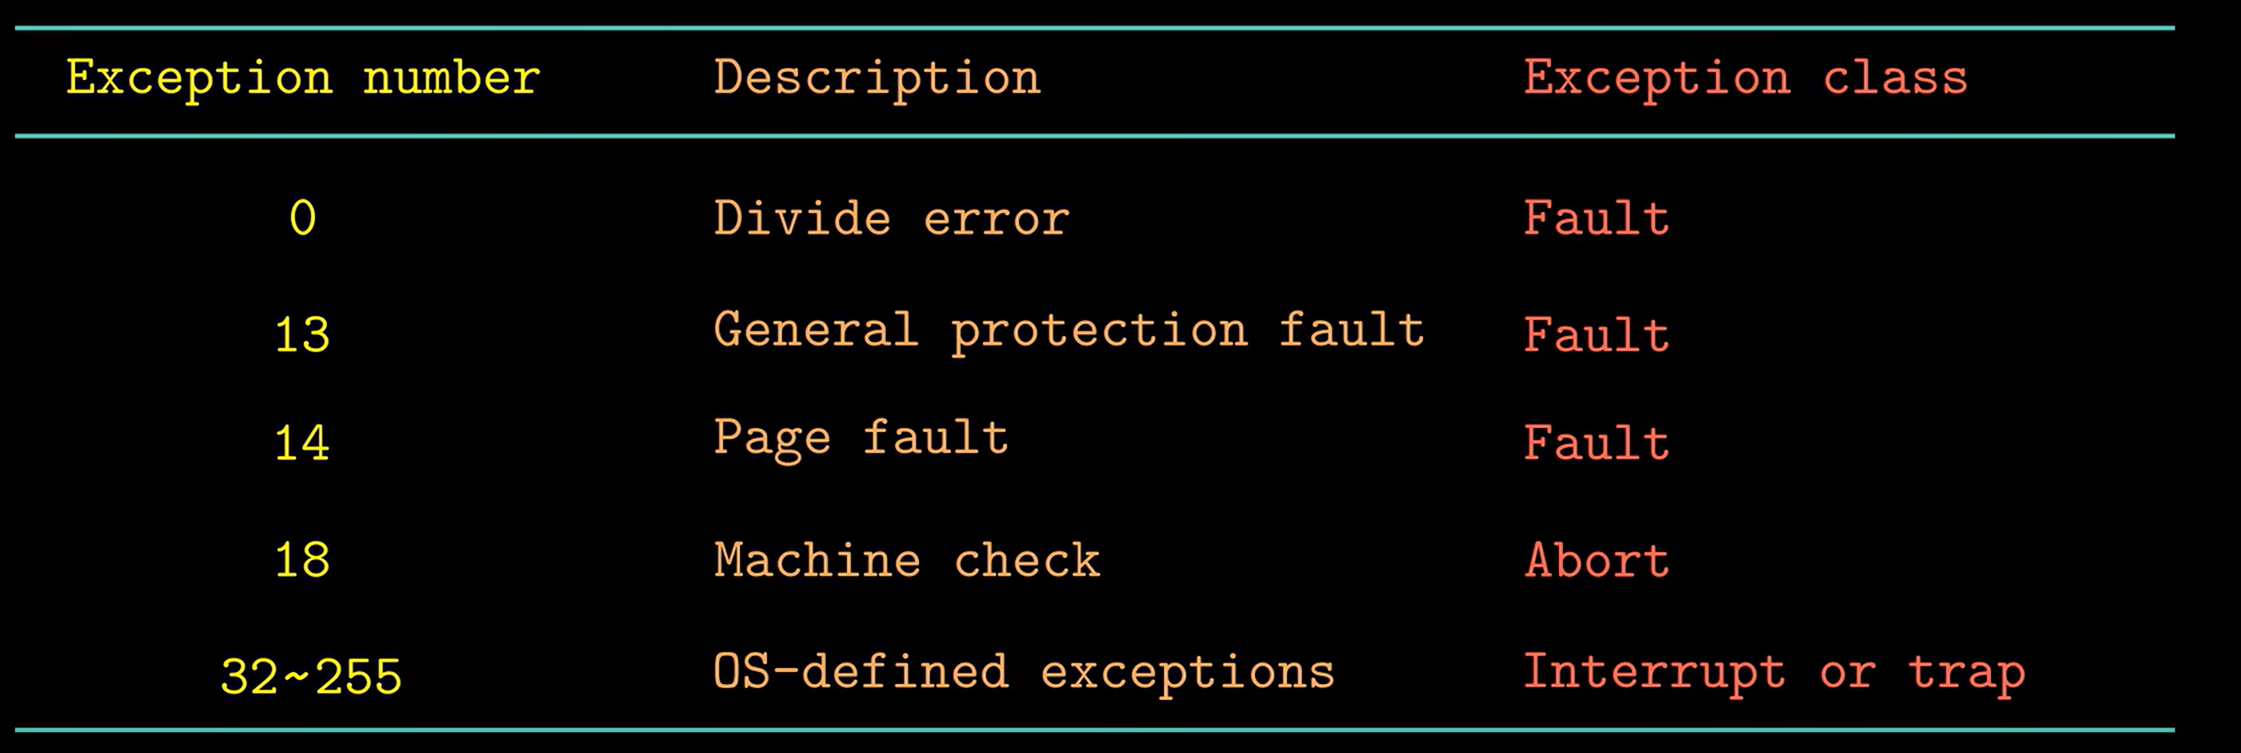 Exception number Description Exception class
0 Divide error Fault
13 General protection fault Fault
14 Page fault Fault
18 Machine check Abort
32~255 OS-defined exceptions Interrupt or trap